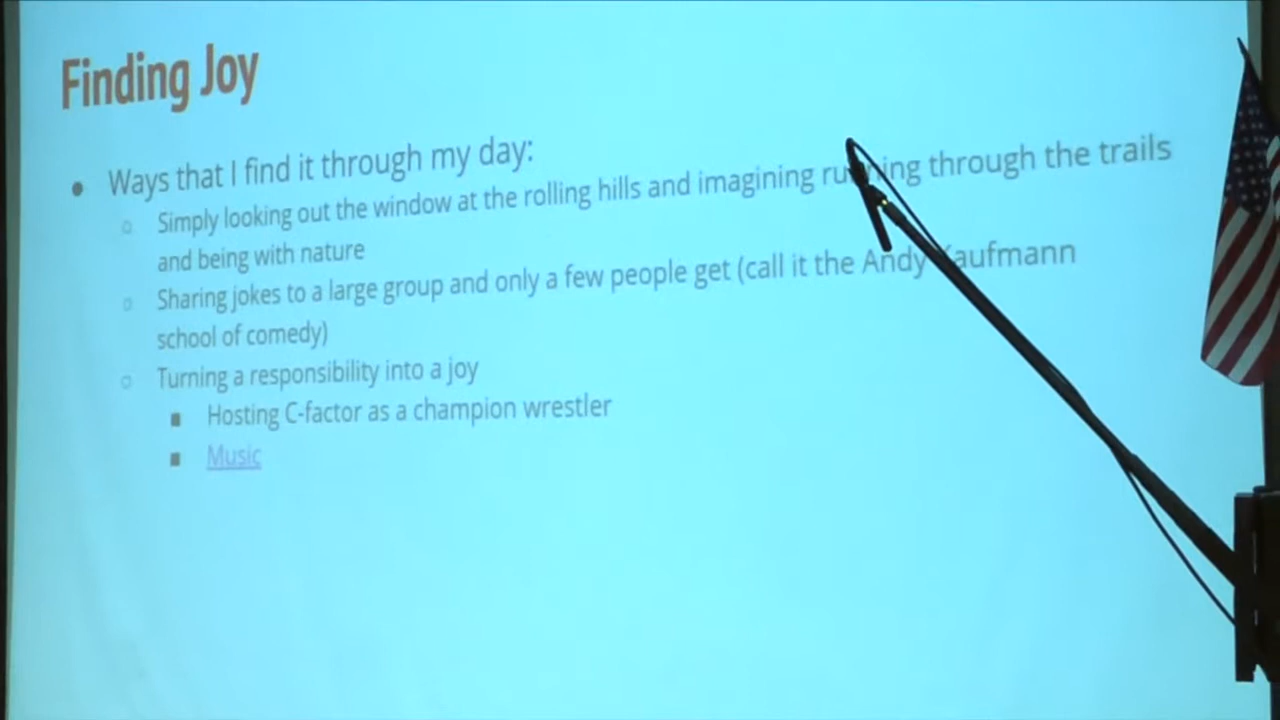 Finding Joy
Ways that I find it through my day:
Simply looking out the window at the rolling hills and imagining running through the trails
and being with nature
Sharing jokes to a large group and only a few people get (call it the Andy Kaufmann
school of comedy)
Turning a responsibility into a joy
Hosting C-factor as a champion wrestler
Music